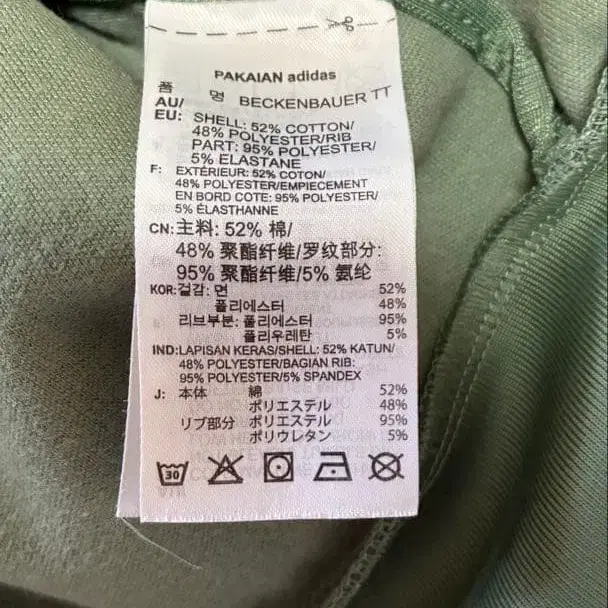 PAKAIAN adidas
품 명 BECKENBAUER TT
AU/
EU: SHELL: 52% COTTON/
48% POLYESTER/RIB
PART: 95% POLYESTER/
5% ELASTANE
F: EXTÉRIEUR: 52% COTON/
48% POLYESTER/EMPIECEMENT
EN BORD COTE: 95% POLYESTER/
5% ÉLASTHANNE
CN:主料: 52% 棉/
48% 聚酯纤维/罗纹部分:
95% 聚酯纤维/5% 氨纶
KOR:겉감: 면 52%
폴리에스터 48%
리브부분: 폴리에스터 95%
폴리우레탄 5%
IND:LAPISAN KERAS/SHELL: 52% KATUN/
48% POLYESTER/BAGIAN RIB:
95% POLYESTER/5% SPANDEX
J: 本体 綿 52%
ポリエステル 48%
リブ部分 ポリエステル 95%
ポリウレタン 5%
30